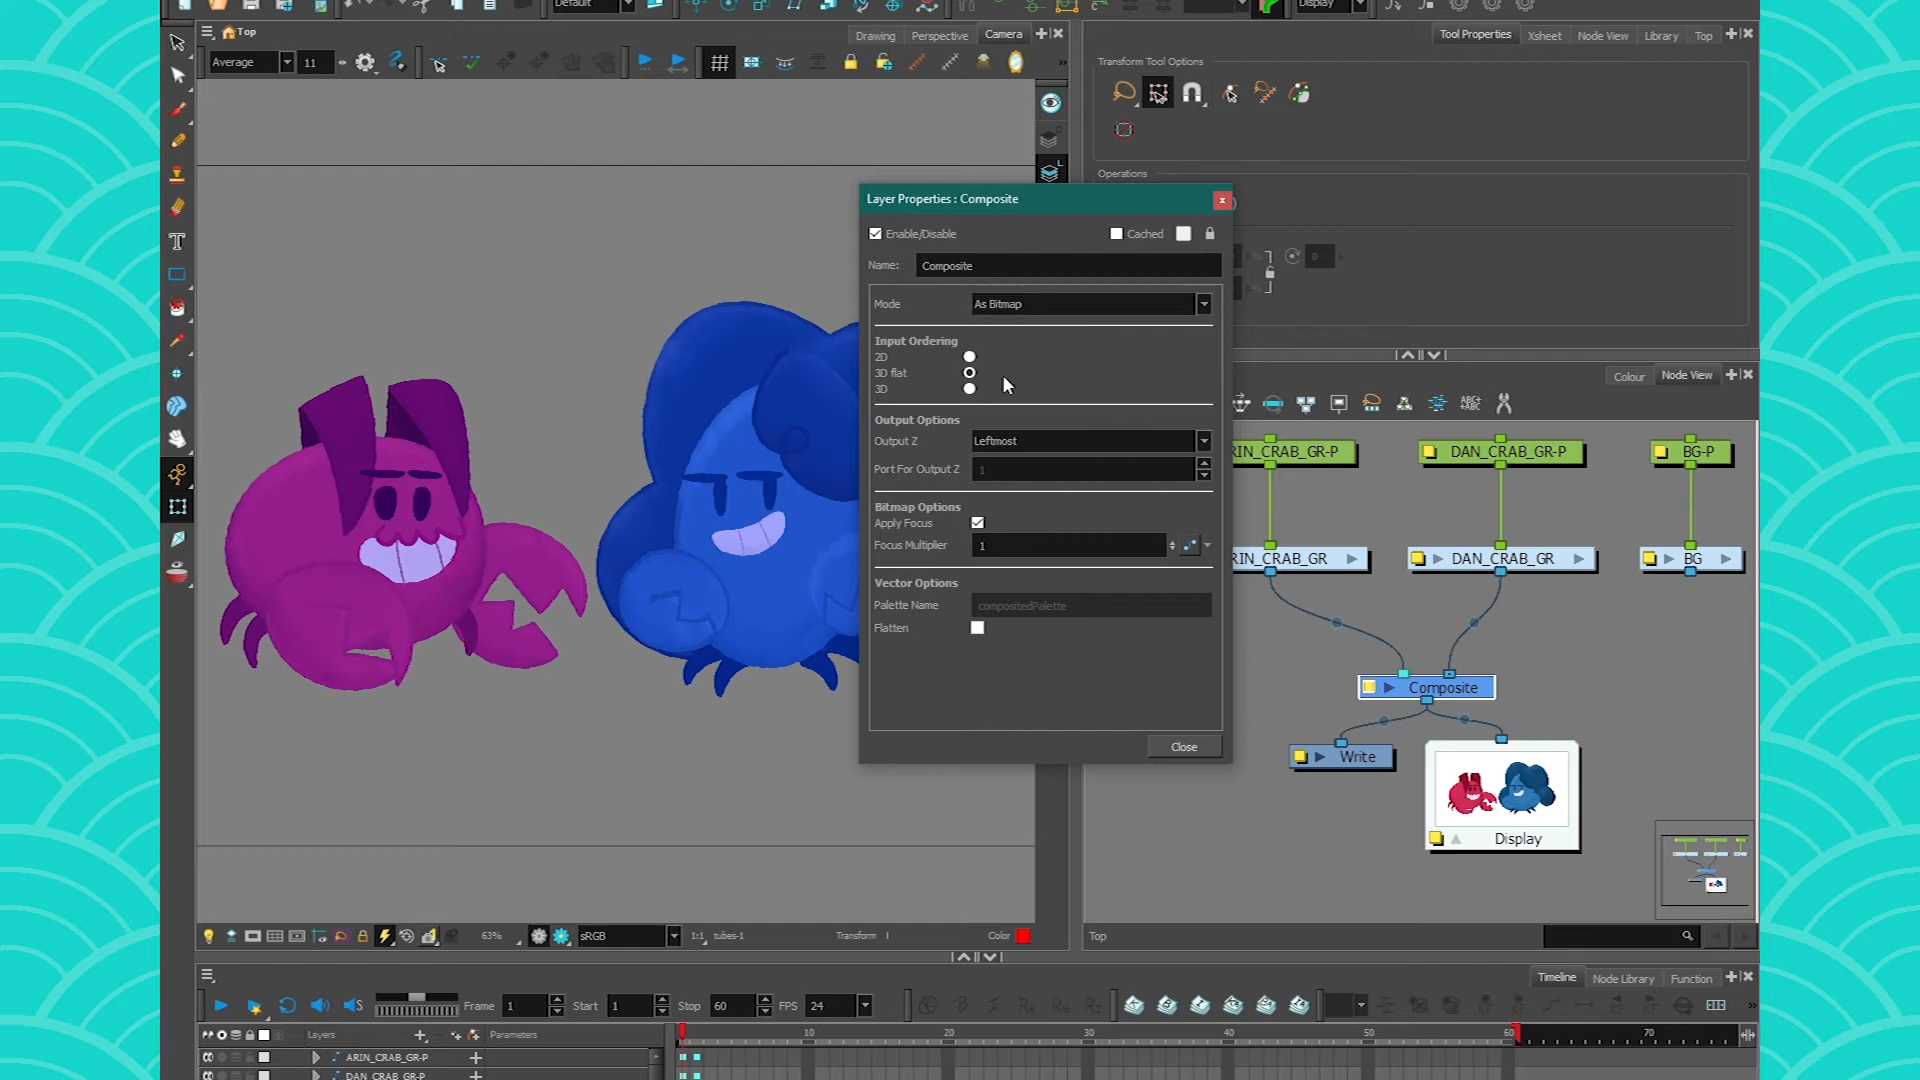 Default
Display
Top
Drawing
Perspective
Camera
Tool Properties
Xsheet
Node View
Library
Top
Average
11
Transform Tool Options
Operations
0
Layer Properties : Composite
Enable/Disable
Cached
Name:
Composite
Mode
As Bitmap
Input Ordering
2D
3D flat
3D
Output Options
Output Z
Leftmost
Port For Output Z
1
Bitmap Options
Apply Focus
Focus Multiplier
1
Vector Options
Palette Name
compositedPalette
Flatten
Close
Colour
Node View
ABC+
ABC
RIN_CRAB_GR-P
DAN_CRAB_GR-P
BG-P
RIN_CRAB_GR
DAN_CRAB_GR
BG
Composite
Write
Display
63%
sRGB
1:1
tubes-1
Transform
Color
Top
Timeline
Node Library
Function
Frame
1
Start
1
Stop
60
FPS
24
Layers
Parameters
10
20
30
40
50
60
70
ARIN_CRAB_GR-P
DAN_CRAB_GR-P